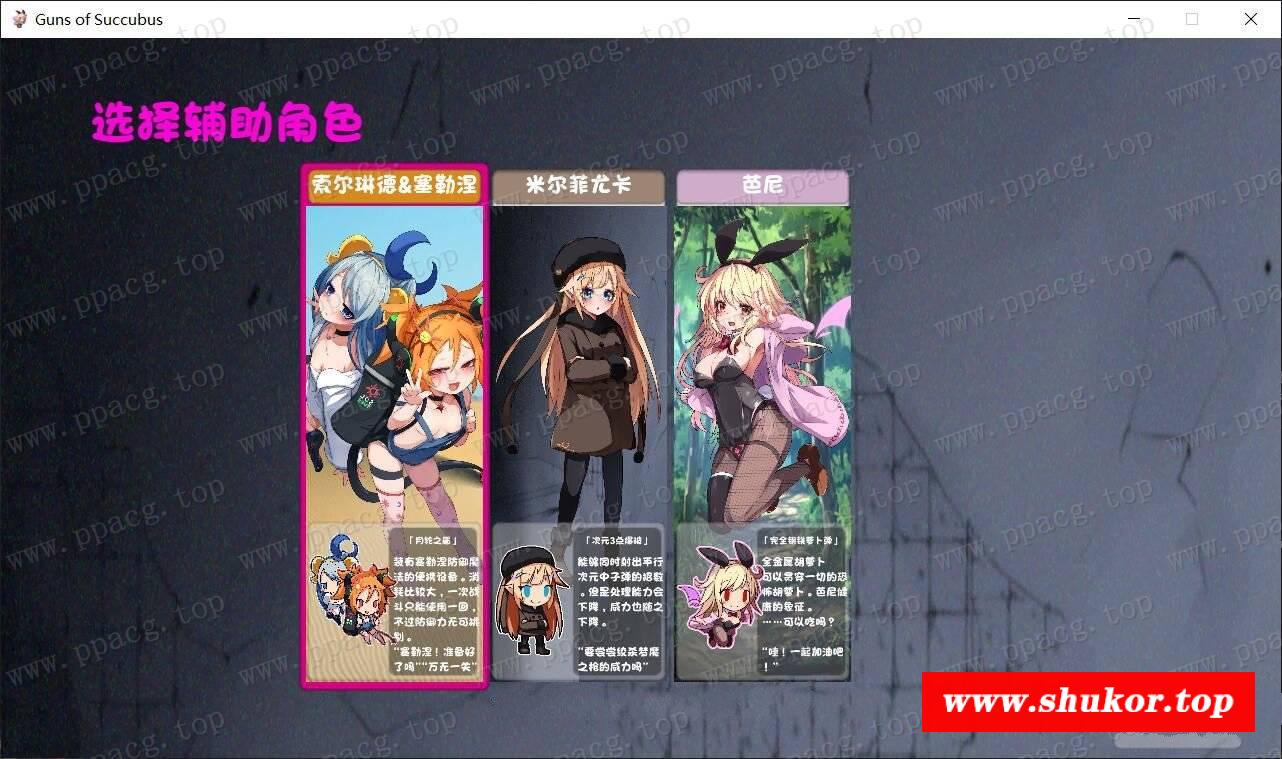 Guns of Succubus
选择辅助角色
索尔琳德&塞勒涅
米尔菲尤卡
芭尼
「月轮之盾」
装有塞勒涅防御魔
法的便携设备。消
耗比较大，一次战
斗只能使用一回，
不过防御力无可挑
剔。
“塞勒涅！准备好
了吗”“万无一失”
「次元3点爆射」
能够同时射出平行
次元中子弹的招数
。但是处理能力会
下降，威力也随之
下降。
“要尝尝绞杀梦魔
之枪的威力吗”
「完全钢铁萝卜弹」
全金属胡萝卜
可以贯穿一切的恐
怖胡萝卜。芭尼健
康的象征。
……可以吃吗？
“哇！一起加油吧
！”
www.ppacg.top
www.shukor.top